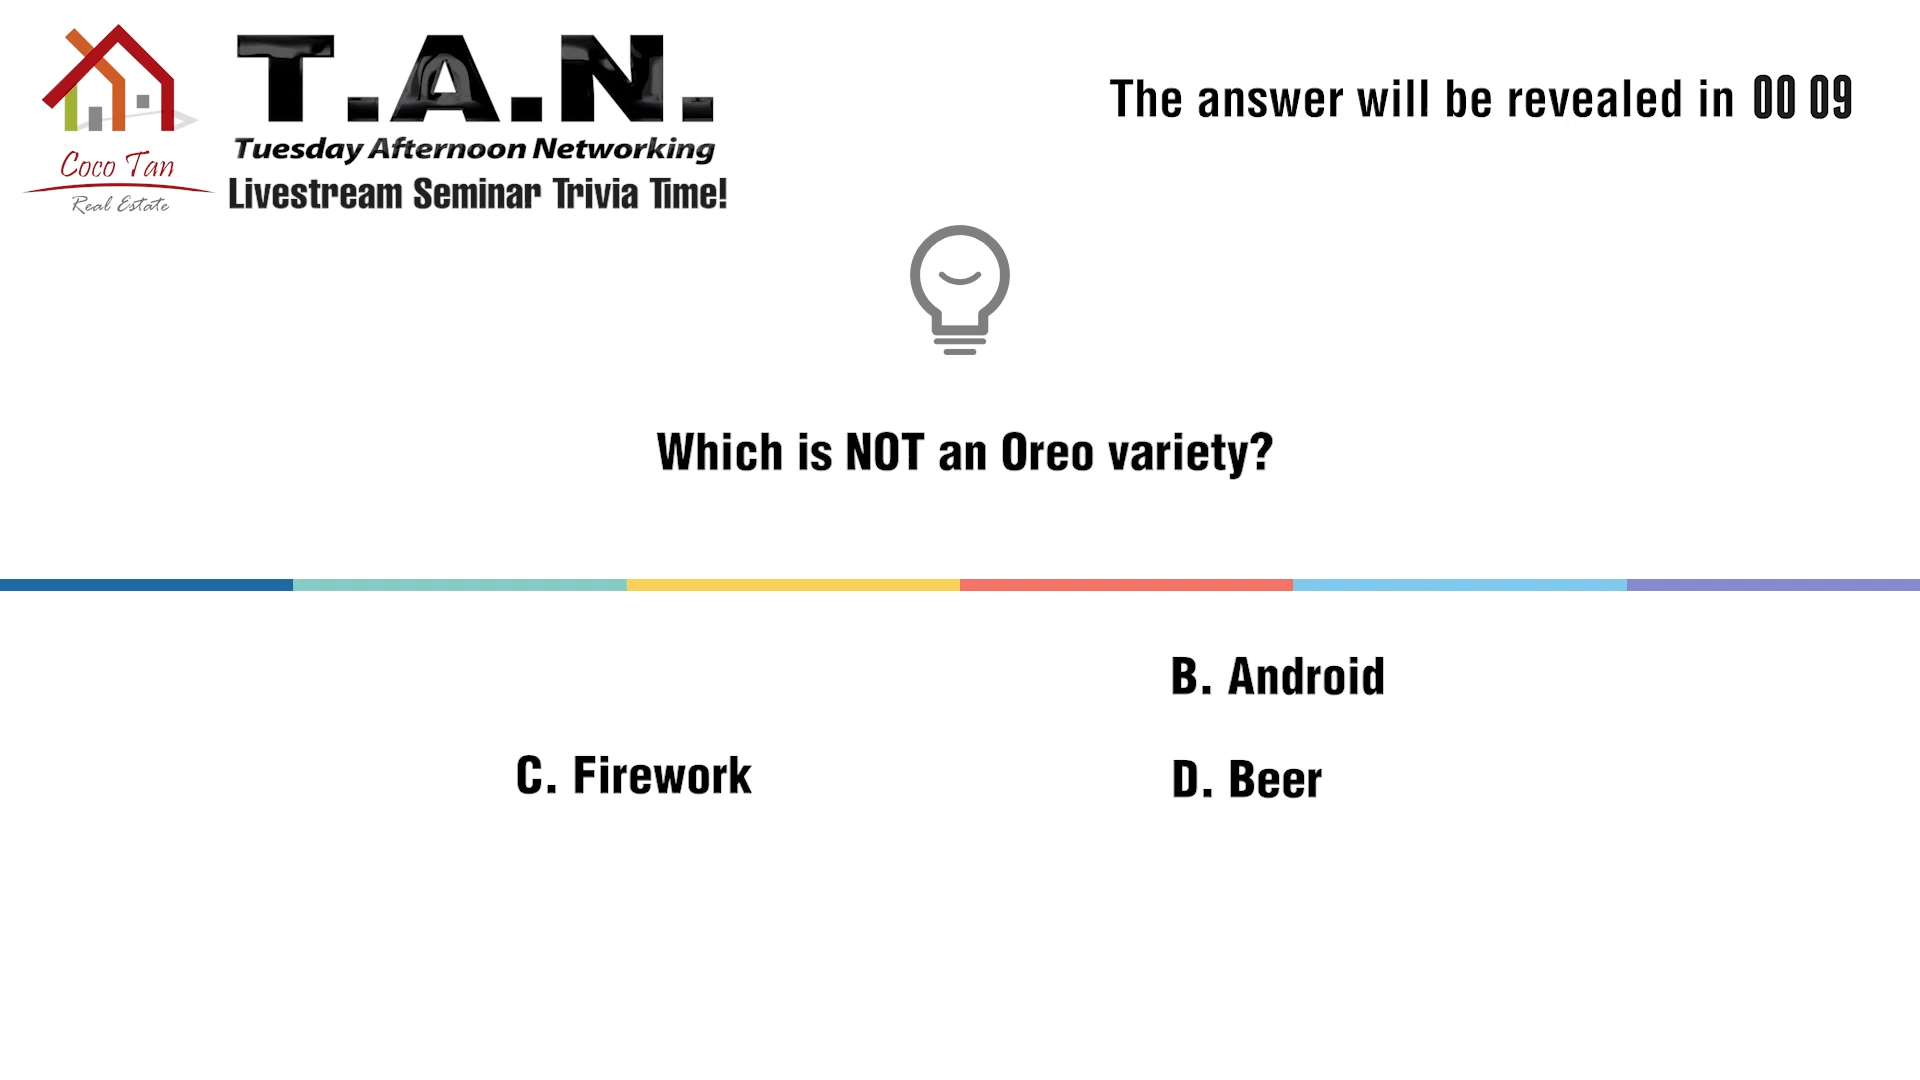 T.A.N.
Tuesday Afternoon Networking
Livestream Seminar Trivia Time!
Coco Tan
Real Estate
The answer will be revealed in 00 09
Which is NOT an Oreo variety?
B. Android
C. Firework
D. Beer